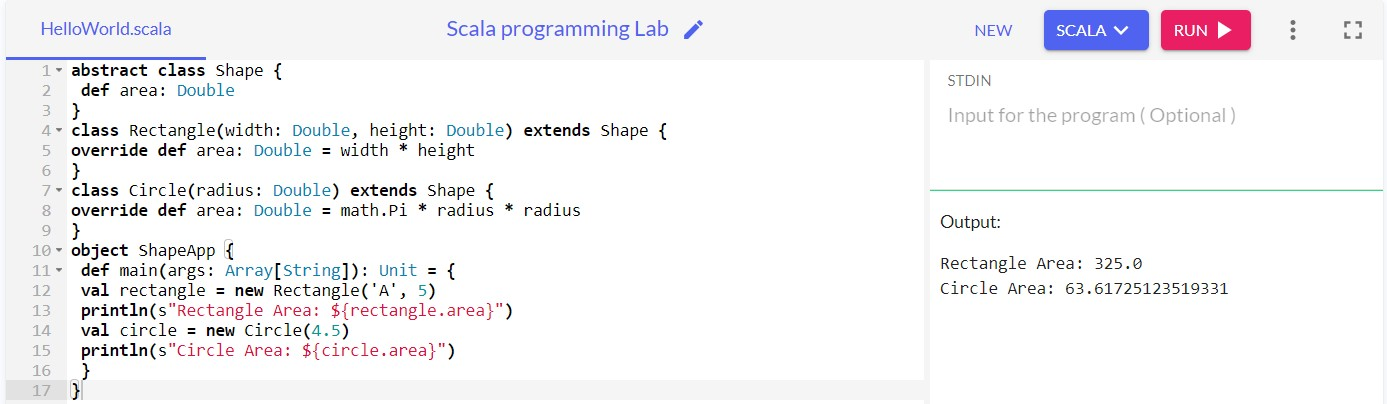 HelloWorld.scala
Scala programming Lab
NEW
SCALA
RUN
1 abstract class Shape {
2  def area: Double
3 }
4 class Rectangle(width: Double, height: Double) extends Shape {
5 override def area: Double = width * height
6 }
7 class Circle(radius: Double) extends Shape {
8 override def area: Double = math.Pi * radius * radius
9 }
10 object ShapeApp {
11  def main(args: Array[String]): Unit = {
12  val rectangle = new Rectangle('A', 5)
13  println(s"Rectangle Area: ${rectangle.area}")
14  val circle = new Circle(4.5)
15  println(s"Circle Area: ${circle.area}")
16  }
17 }
STDIN
Input for the program ( Optional )
Output:
Rectangle Area: 325.0
Circle Area: 63.61725123519331